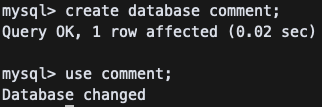 mysql> create database comment;
Query OK, 1 row affected (0.02 sec)
mysql> use comment;
Database changed